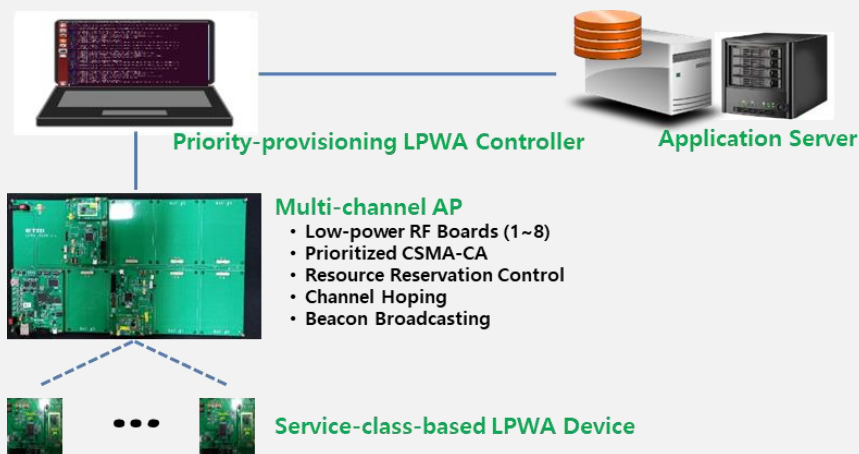 Priority-provisioning LPWA Controller
Application Server
Multi-channel AP
• Low-power RF Boards (1~8)
• Prioritized CSMA-CA
• Resource Reservation Control
• Channel Hoping
• Beacon Broadcasting
ETRI
Service-class-based LPWA Device